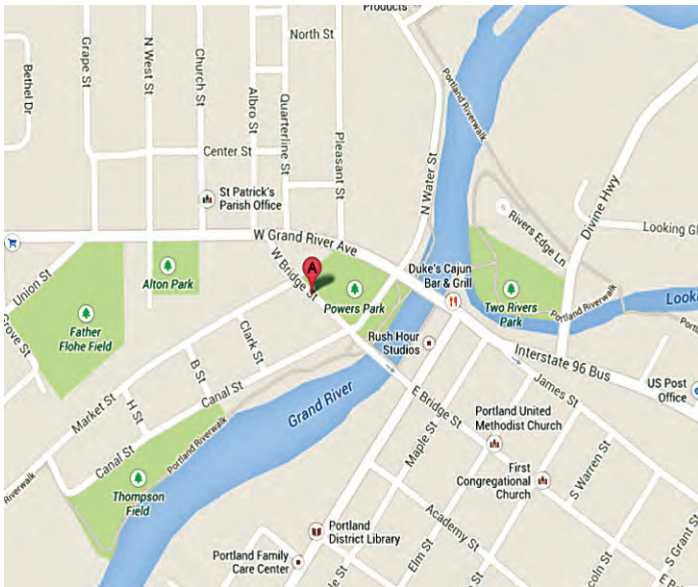 Products
North St
Bethel Dr
Grape St
N West St
Church St
Albro St
Quarterline St
Pleasant St
Portland Riverwalk
N Water St
Center St
St Patrick's
Parish Office
Divine Hwy
Rivers Edge Ln
Looking Gl
W Grand River Ave
W Bridge St
A
Union St
Alton Park
Duke's Cajun
Bar & Grill
Powers Park
Two Rivers
Park
Portland Riverwalk
Looki
Father
Flohe Field
Grove St
Clark St
Rush Hour
Studios
Interstate 96 Bus
US Post
Office
Market St
B St
H St
Canal St
Grand River
E Bridge St
James St
Portland United
Methodist Church
Maple St
Canal St
Portland Riverwalk
Riverwalk
Thompson
Field
First
Congregational
Church
S Warren St
Portland
District Library
Academy St
Elm St
S Grant St
Portland Family
Care Center
le St
ncoln St
E B